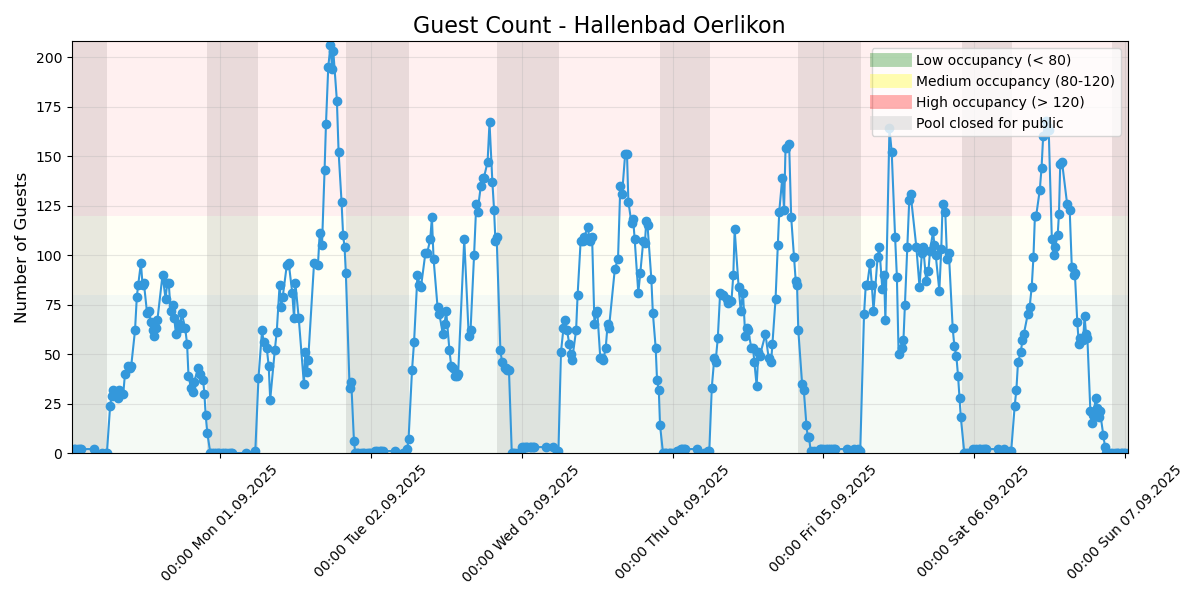 Guest Count - Hallenbad Oerlikon
Number of Guests
200
175
150
125
100
75
50
25
0
Low occupancy (< 80)
Medium occupancy (80-120)
High occupancy (> 120)
Pool closed for public
00:00 Mon 01.09.2025
00:00 Tue 02.09.2025
00:00 Wed 03.09.2025
00:00 Thu 04.09.2025
00:00 Fri 05.09.2025
00:00 Sat 06.09.2025
00:00 Sun 07.09.2025